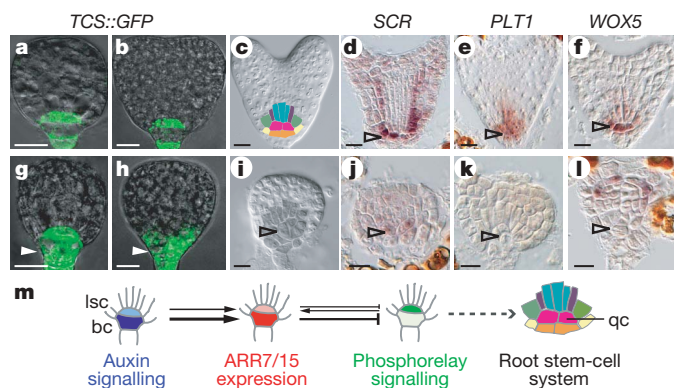 TCS::GFP SCR PLT1 WOX5
a b c d e f
g h i j k l
m
lsc
bc
qc
Auxin signalling
ARR7/15 expression
Phosphorelay signalling
Root stem-cell system